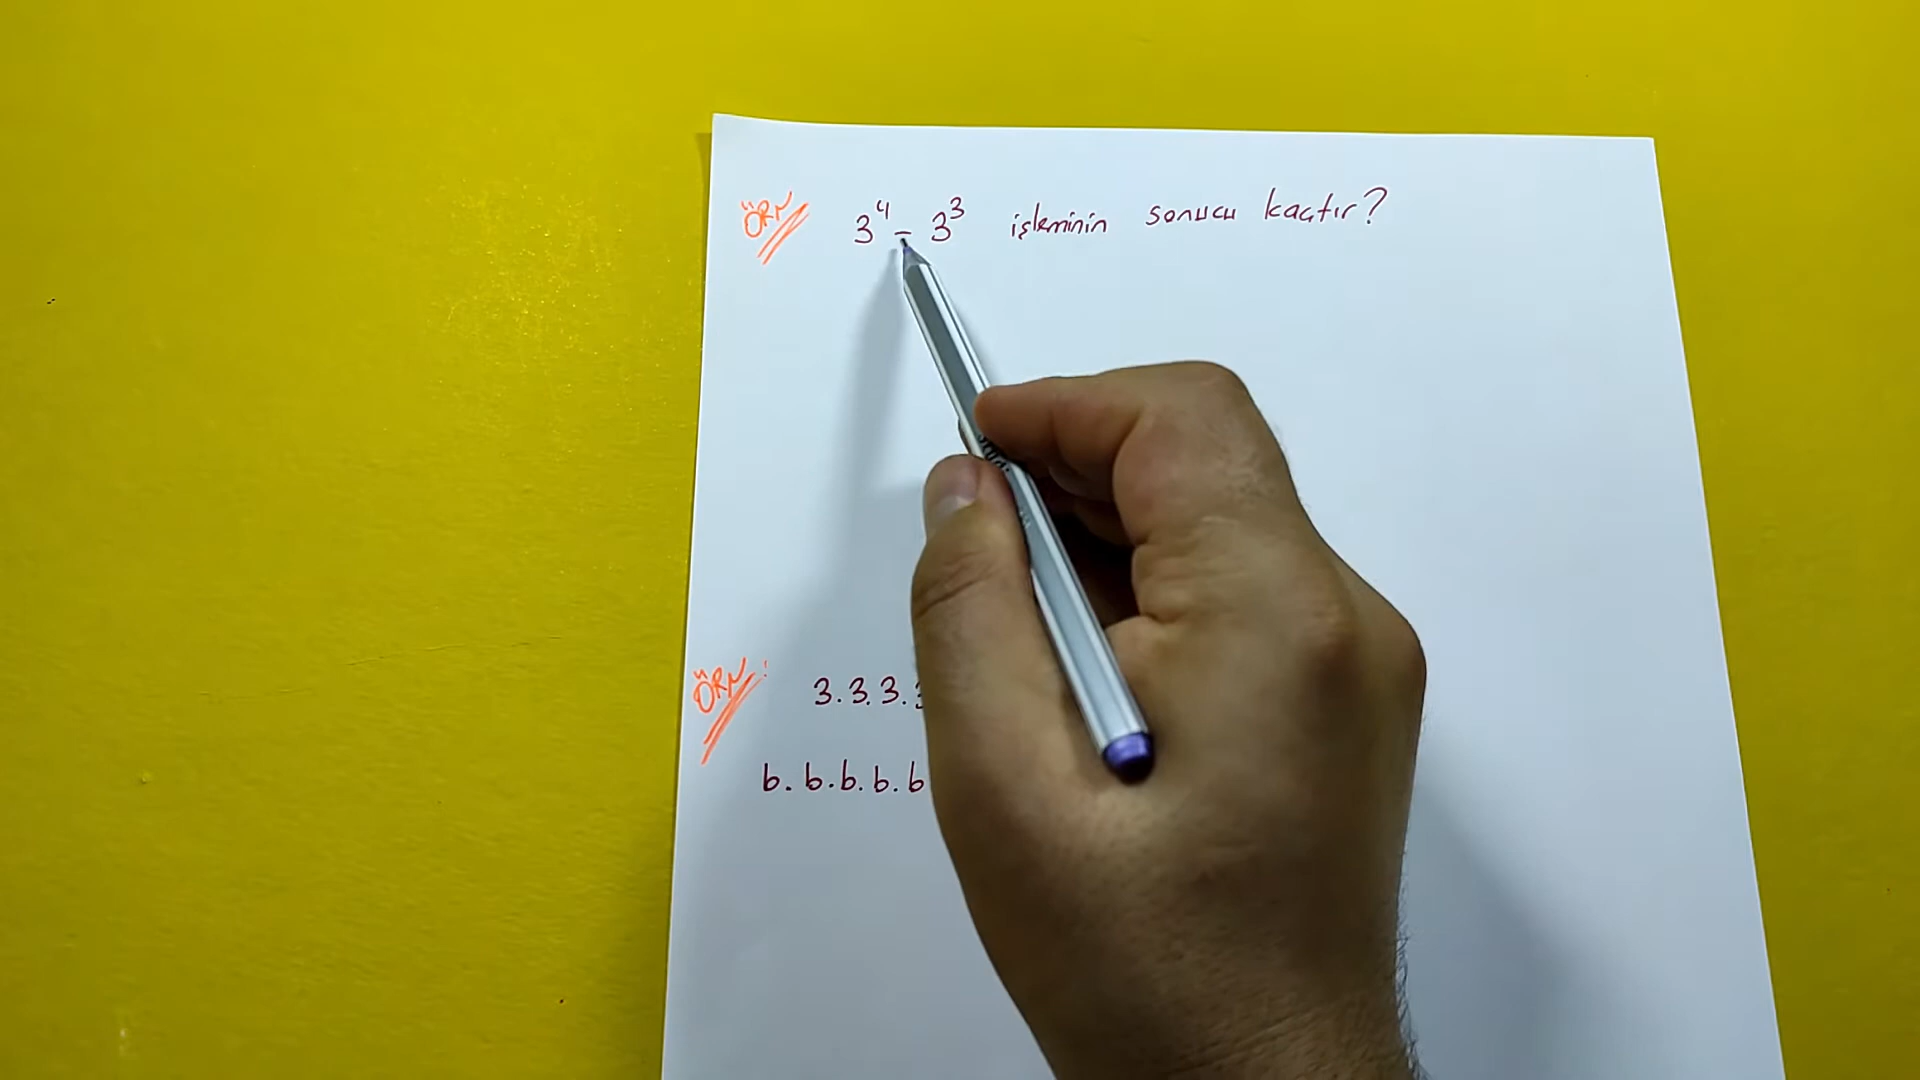 ÖRN 3⁴ - 3³ işleminin sonucu kaçtır?
ÖRN: 3.3.3.
b.b.b.b.b